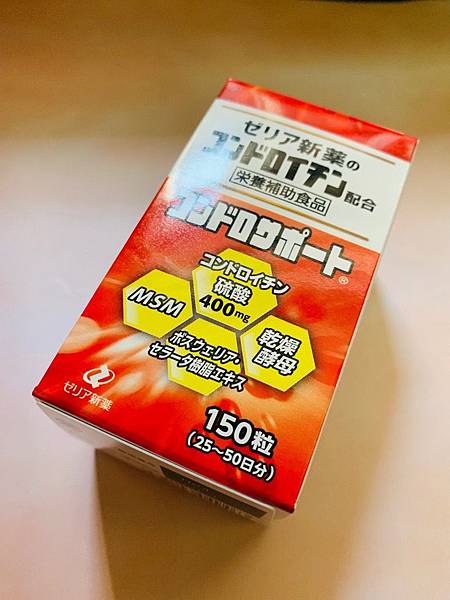 ゼリア新薬の
コンドロイチン配合
栄養補助食品
コンドロサポート®
コンドロイチン
硫酸
400mg
MSM
乾燥
酵母
ボスウェリア・
セラータ樹脂エキス
ゼリア新薬
150粒
(25～50日分)